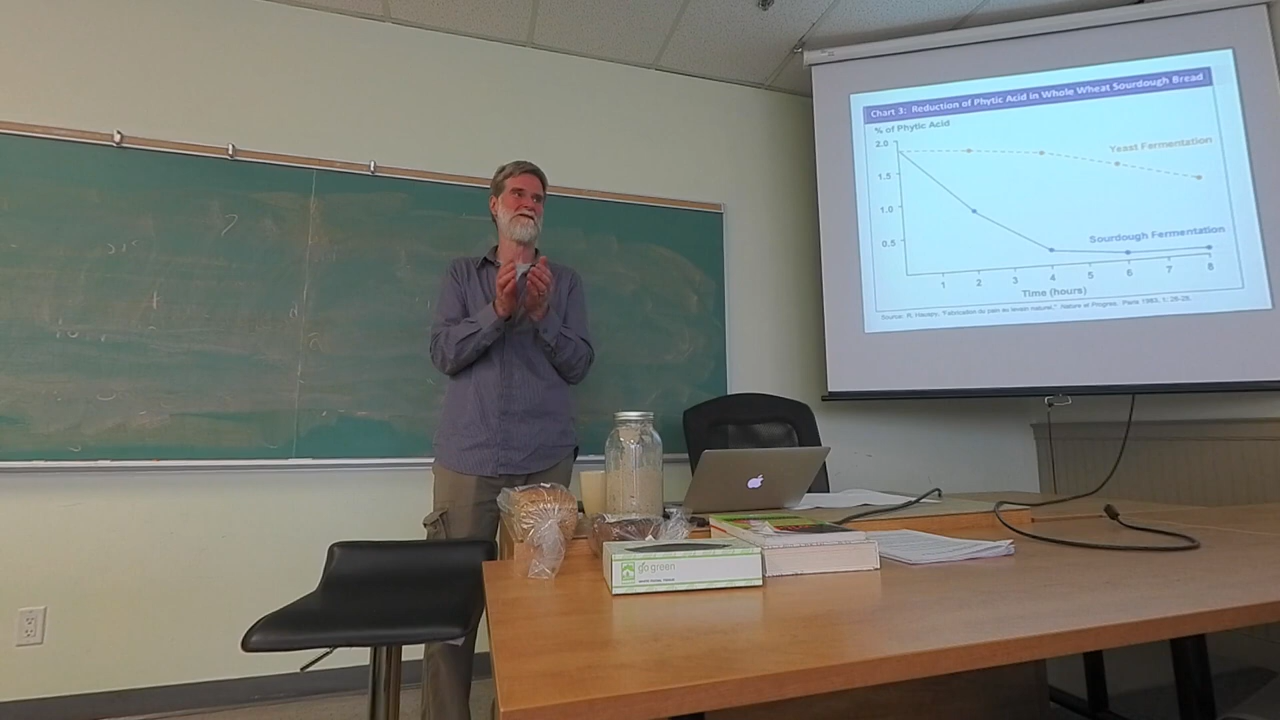 Chart 3: Reduction of Phytic Acid in Whole Wheat Sourdough Bread
% of Phytic Acid
2.0
Yeast Fermentation
1.5
1.0
Sourdough Fermentation
0.5
1 2 3 4 5 6 7 8
Time (hours)
Source: "Fabrication du pain au levain naturel," Nature et Progres, Paris 1983, 1: 26-28.
go green